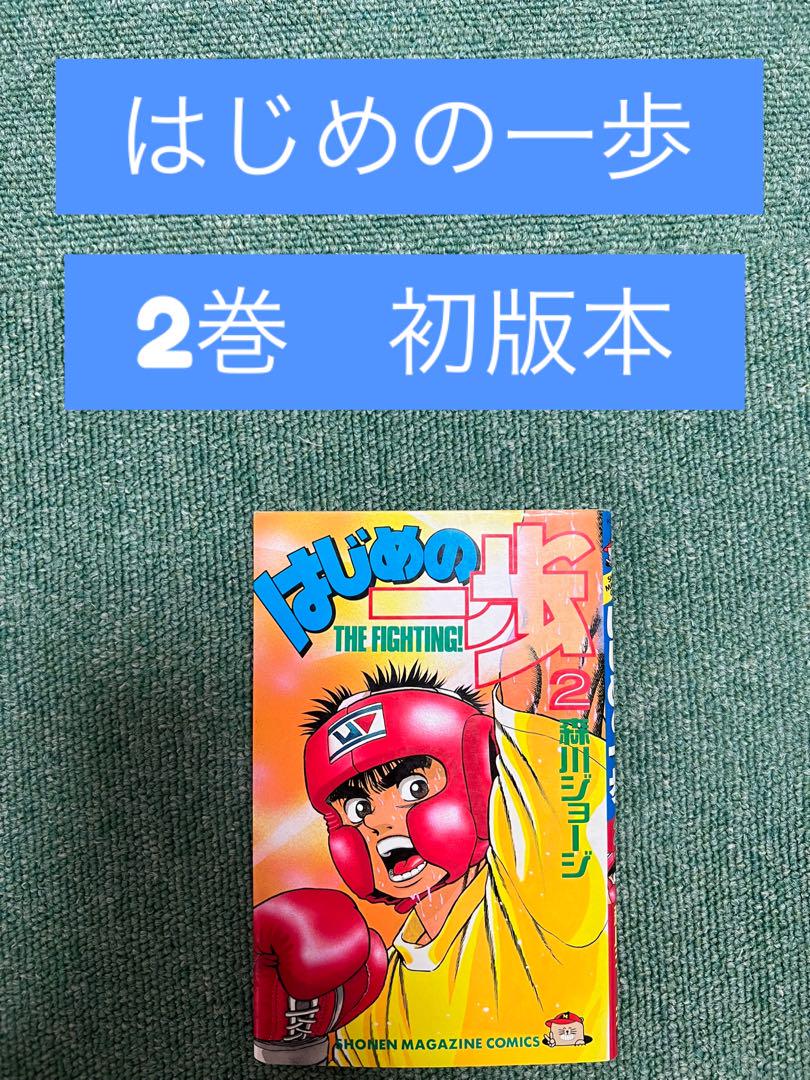 はじめの一歩
2巻　初版本
はじめの一歩
THE FIGHTING!
2
森川ジョージ
SHONEN MAGAZINE COMICS